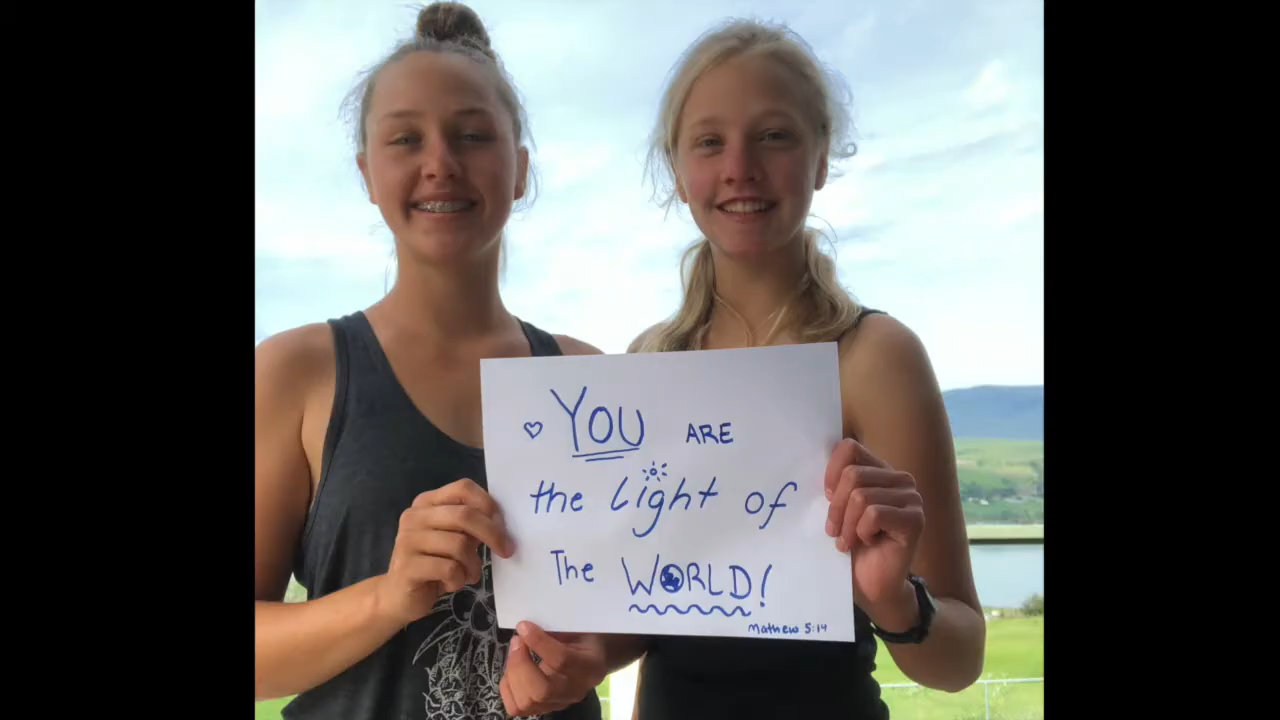 ♡ YOU ARE
the light of
The WORLD!
Mathew 5:14